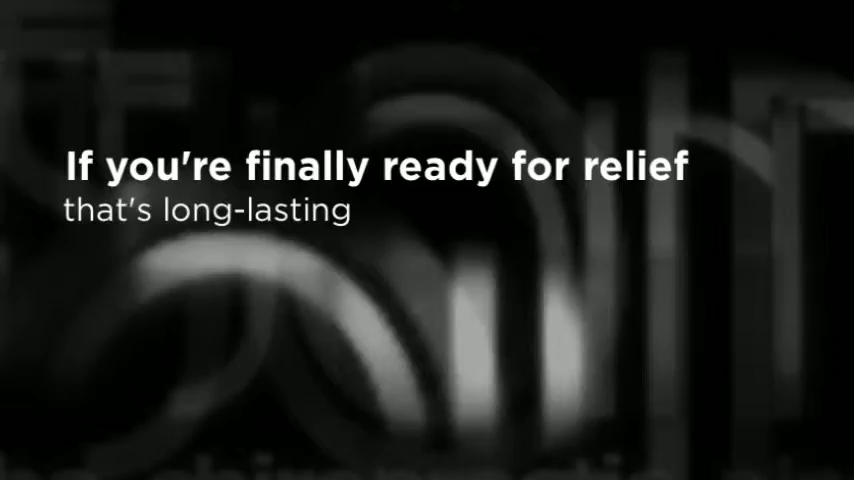 If you're finally ready for relief
that's long-lasting